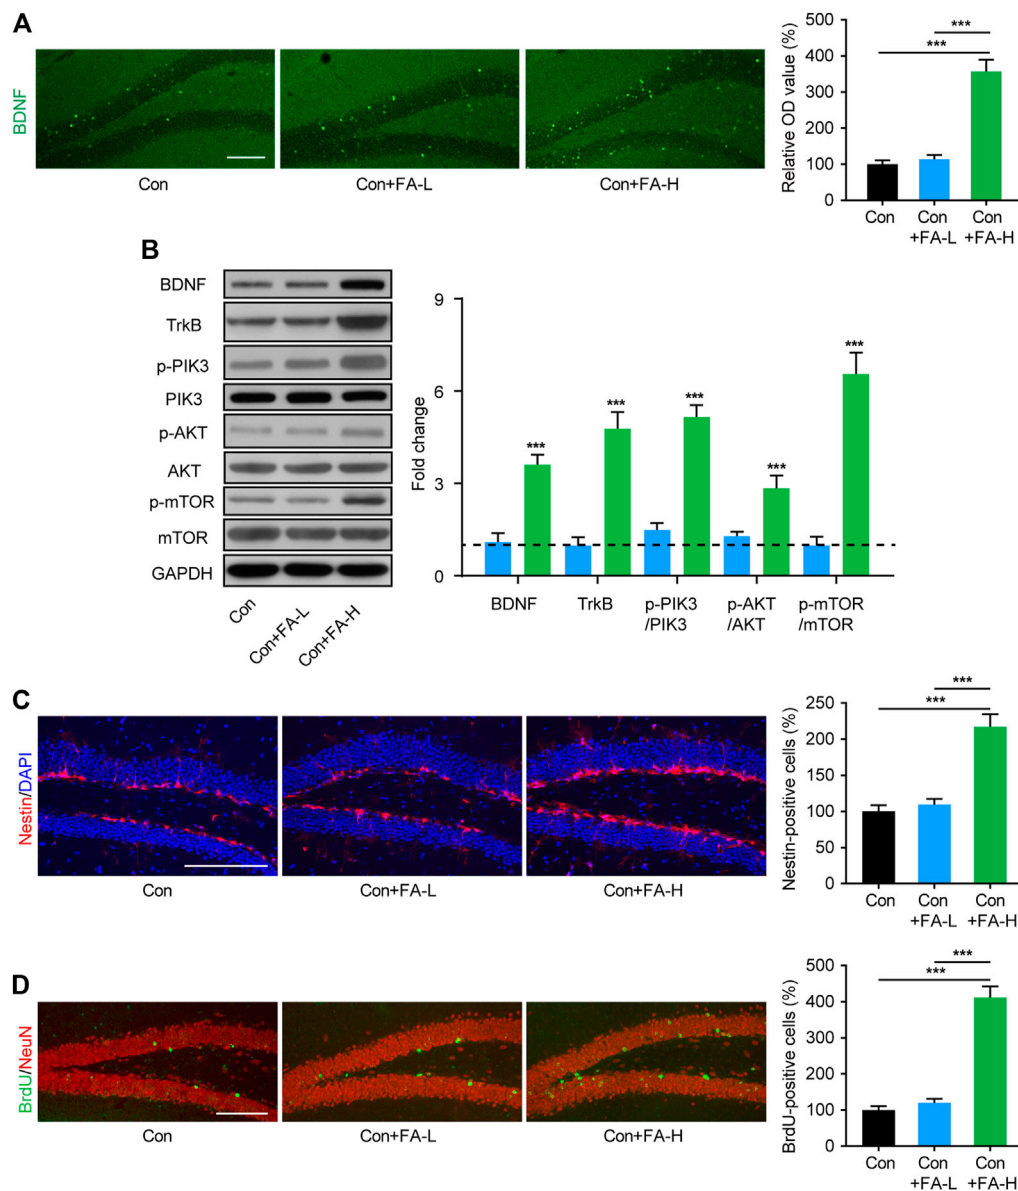 A
BDNF
Con
Con+FA-L
Con+FA-H
Relative OD value (%)
500
400
300
200
100
0
***
***
Con
Con
+FA-L
Con
+FA-H
B
BDNF
TrkB
p-PIK3
PIK3
p-AKT
AKT
p-mTOR
mTOR
GAPDH
Con
Con+FA-L
Con+FA-H
Fold change
9
6
3
0
***
***
***
***
***
BDNF
TrkB
p-PIK3
/PIK3
p-AKT
/AKT
p-mTOR
/mTOR
C
Nestin/DAPI
Con
Con+FA-L
Con+FA-H
Nestin-positive cells (%)
250
200
150
100
50
0
***
***
Con
Con
+FA-L
Con
+FA-H
D
BrdU/NeuN
Con
Con+FA-L
Con+FA-H
BrdU-positive cells (%)
500
400
300
200
100
0
***
***
Con
Con
+FA-L
Con
+FA-H